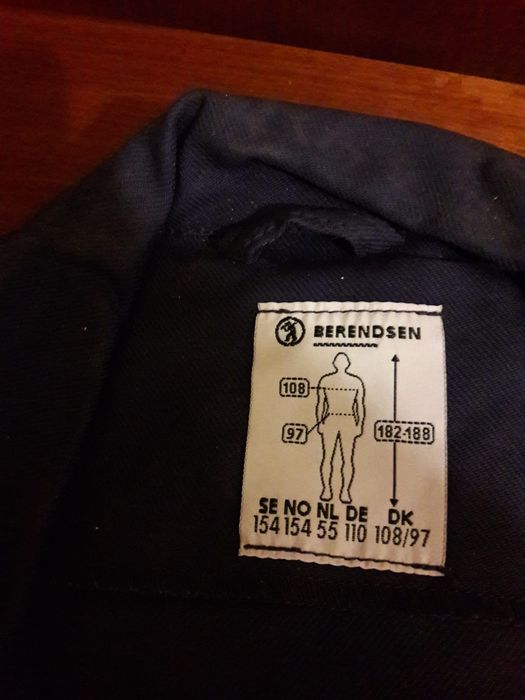 BERENDSEN
108
97
182-188
SE NO NL DE DK
154 154 55 110 108/97